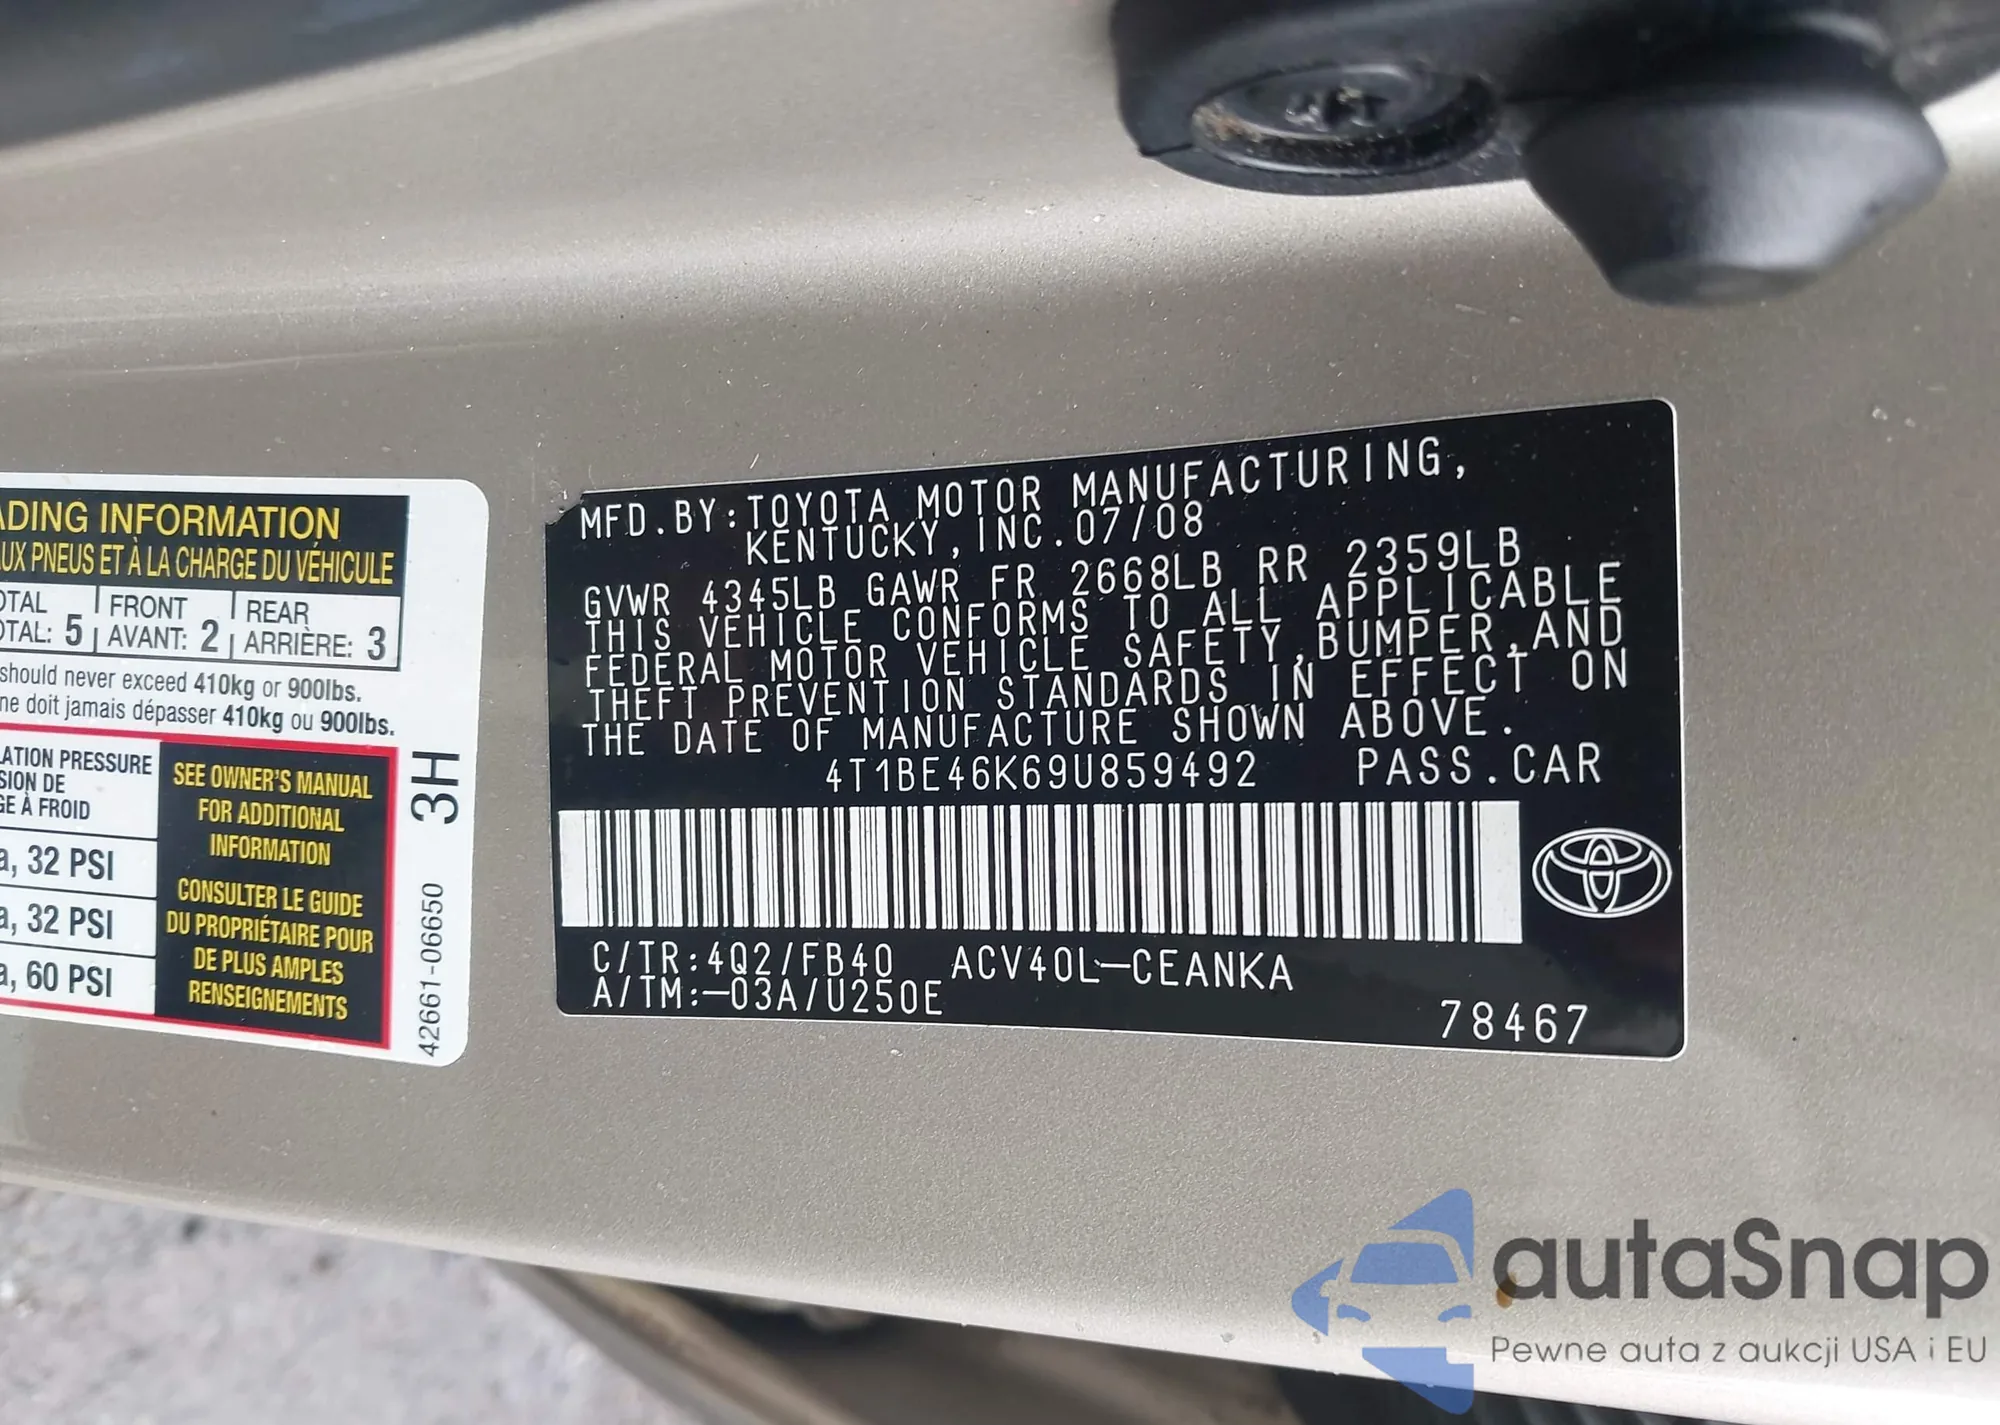 ADING INFORMATION
AUX PNEUS ET À LA CHARGE DU VÉHICULE
OTAL FRONT REAR
OTAL: 5 AVANT: 2 ARRIÈRE: 3
should never exceed 410kg or 900lbs.
ne doit jamais dépasser 410kg ou 900lbs.
LATION PRESSURE
SION DE
GE À FROID
a, 32 PSI
a, 32 PSI
a, 60 PSI
SEE OWNER'S MANUAL
FOR ADDITIONAL
INFORMATION
CONSULTER LE GUIDE
DU PROPRIÉTAIRE POUR
DE PLUS AMPLES
RENSEIGNEMENTS
3H
42661-06650
MFD.BY:TOYOTA MOTOR MANUFACTURING,
KENTUCKY,INC.07/08
GVWR 4345LB GAWR FR 2668LB RR 2359LB
THIS VEHICLE CONFORMS TO ALL APPLICABLE
FEDERAL MOTOR VEHICLE SAFETY,BUMPER,AND
THEFT PREVENTION STANDARDS IN EFFECT ON
THE DATE OF MANUFACTURE SHOWN ABOVE.
4T1BE46K69U859492 PASS.CAR
C/TR:4Q2/FB40 ACV40L-CEANKA
A/TM:-03A/U250E
78467
autaSnap
Pewne auta z aukcji USA i EU